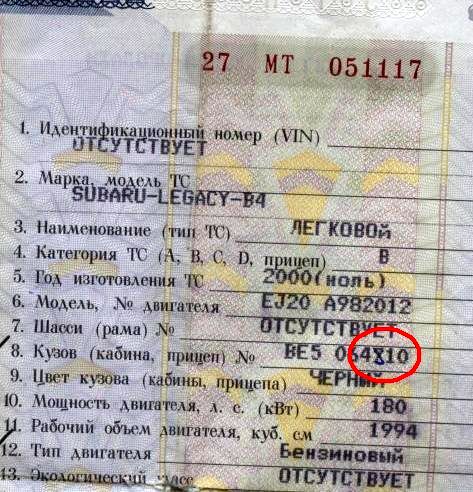 27 МТ 051117
1. Идентификационный номер (VIN)
ОТСУТСТВУЕТ
2. Марка, модель ТС
SUBARU-LEGACY-B4
3. Наименование (тип ТС) ЛЕГКОВОЙ
4. Категория ТС (A, B, C, D, прицеп) B
5. Год изготовления ТС 2000(ноль)
6. Модель, № двигателя EJ20 A982012
7. Шасси (рама) № ОТСУТСТВУЕТ
8. Кузов (кабина, прицеп) № BE5 064810
9. Цвет кузова (кабины, прицепа) ЧЕРНЫЙ
10. Мощность двигателя, л. с. (кВт) 180
11. Рабочий объем двигателя, куб. см 1994
12. Тип двигателя Бензиновый
13. Экологический класс ОТСУТСТВУЕТ